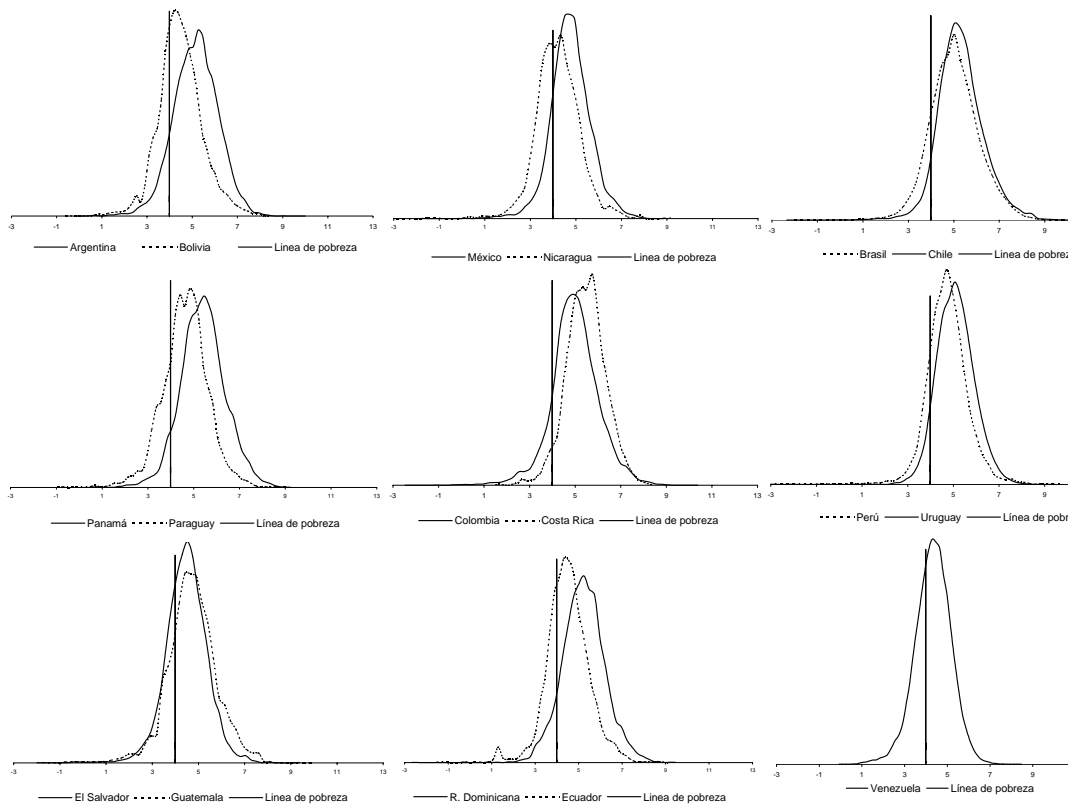 -3 -1 1 3 5 7 9 11 13
Argentina Bolivia Linea de pobreza
-3 -1 1 3 5 7 9 11 13
México Nicaragua Linea de pobreza
-3 -1 1 3 5 7 9
Brasil Chile Linea de pobreza
-3 -1 1 3 5 7 9 11 13
Panamá Paraguay Línea de pobreza
-3 -1 1 3 5 7 9 11 13
Colombia Costa Rica Linea de pobreza
-3 -1 1 3 5 7 9
Perú Uruguay Línea de pobr
-3 -1 1 3 5 7 9 11 13
El Salvador Guatemala Linea de pobreza
-3 -1 1 3 5 7 9 11 13
R. Dominicana Ecuador Linea de pobreza
-3 -1 1 3 5 7 9
Venezuela Línea de pobreza